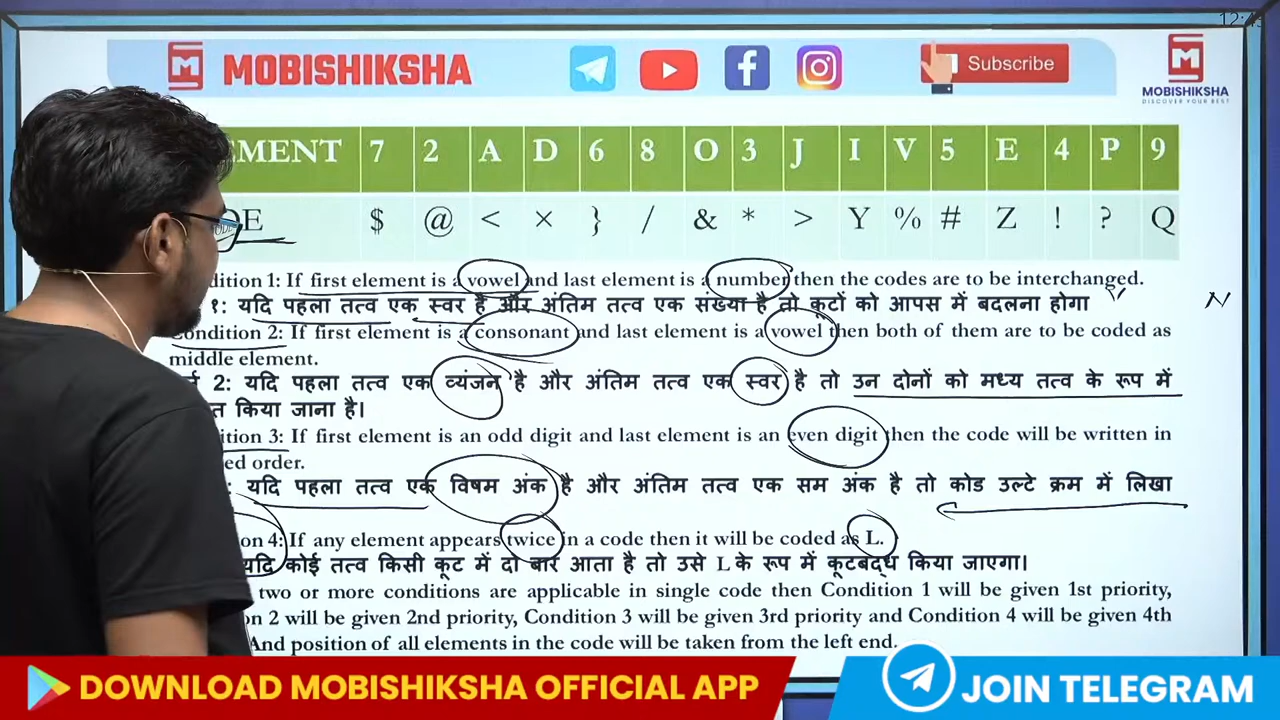 12:4
MOBISHIKSHA
Subscribe
MOBISHIKSHA
DISCOVER YOUR BEST
EMENT 7 2 A D 6 8 O 3 J I V 5 E 4 P 9
DE $ @ < × } / & * > Y % # Z ! ? Q
dition 1: If first element is a vowel and last element is a number then the codes are to be interchanged.
१: यदि पहला तत्व एक स्वर है और अंतिम तत्व एक संख्या है तो कूटों को आपस में बदलना होगा
N
Condition 2: If first element is a consonant and last element is a vowel then both of them are to be coded as
middle element.
2: यदि पहला तत्व एक व्यंजन है और अंतिम तत्व एक स्वर है तो उन दोनों को मध्य तत्व के रूप में
त किया जाना है।
ition 3: If first element is an odd digit and last element is an even digit then the code will be written in
ed order.
: यदि पहला तत्व एक विषम अंक है और अंतिम तत्व एक सम अंक है तो कोड उल्टे क्रम में लिखा
on 4: If any element appears twice in a code then it will be coded as L.
यदि कोई तत्व किसी कूट में दो बार आता है तो उसे L के रूप में कूटबद्ध किया जाएगा।
two or more conditions are applicable in single code then Condition 1 will be given 1st priority,
on 2 will be given 2nd priority, Condition 3 will be given 3rd priority and Condition 4 will be given 4th
And position of all elements in the code will be taken from the left end.
DOWNLOAD MOBISHIKSHA OFFICIAL APP
JOIN TELEGRAM